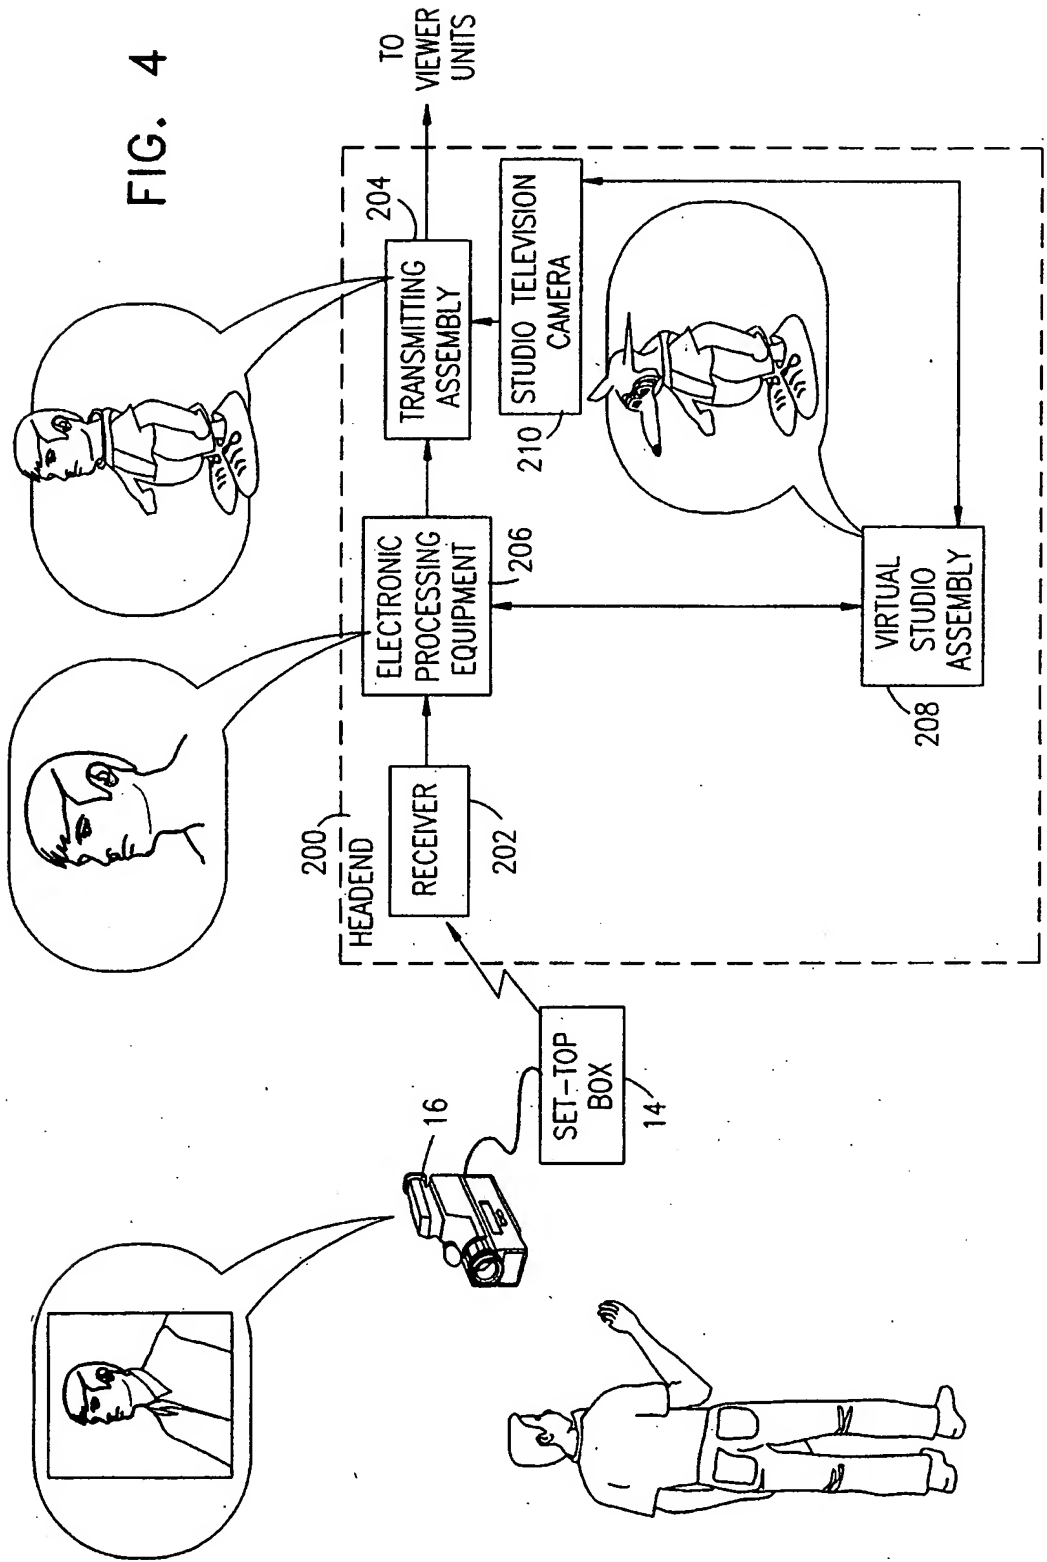 FIG. 4
16
SET-TOP
BOX
14
HEADEND
200
RECEIVER
202
ELECTRONIC
PROCESSING
EQUIPMENT
206
TRANSMITTING
ASSEMBLY
204
TO
VIEWER
UNITS
STUDIO TELEVISION
CAMERA
210
VIRTUAL
STUDIO
ASSEMBLY
208